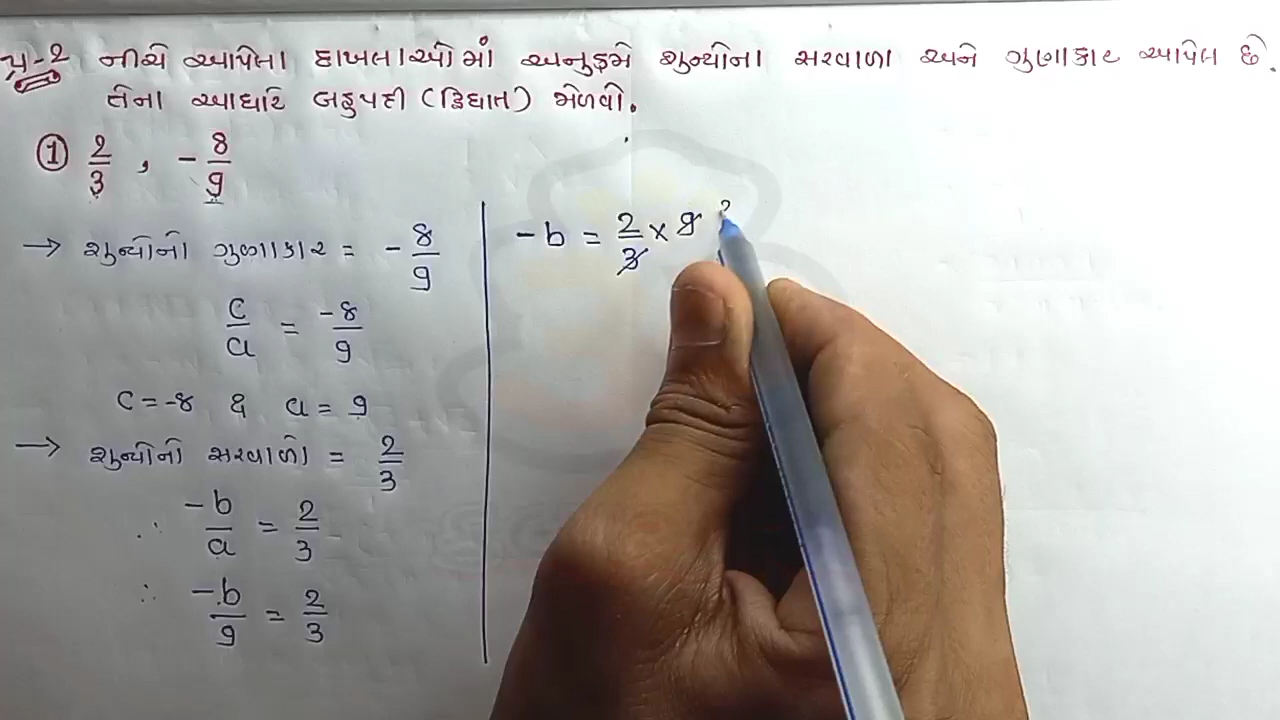 પ્ર-2 નીચે આપેલા દાખલાઓમાં અનુક્રમે શૂન્યોના સરવાળા અને ગુણાકાર આપેલ છે.
તેના આધારે બહુપદી (દ્વિઘાત) મેળવો.
① 2/3 , - 8/9
→ શૂન્યોનો ગુણાકાર = - 8/9
c/a = -8/9
c = -8 & a = 9
→ શૂન્યોનો સરવાળો = 2/3
∴ -b/a = 2/3
∴ -b/9 = 2/3
-b = 2/3 × 9